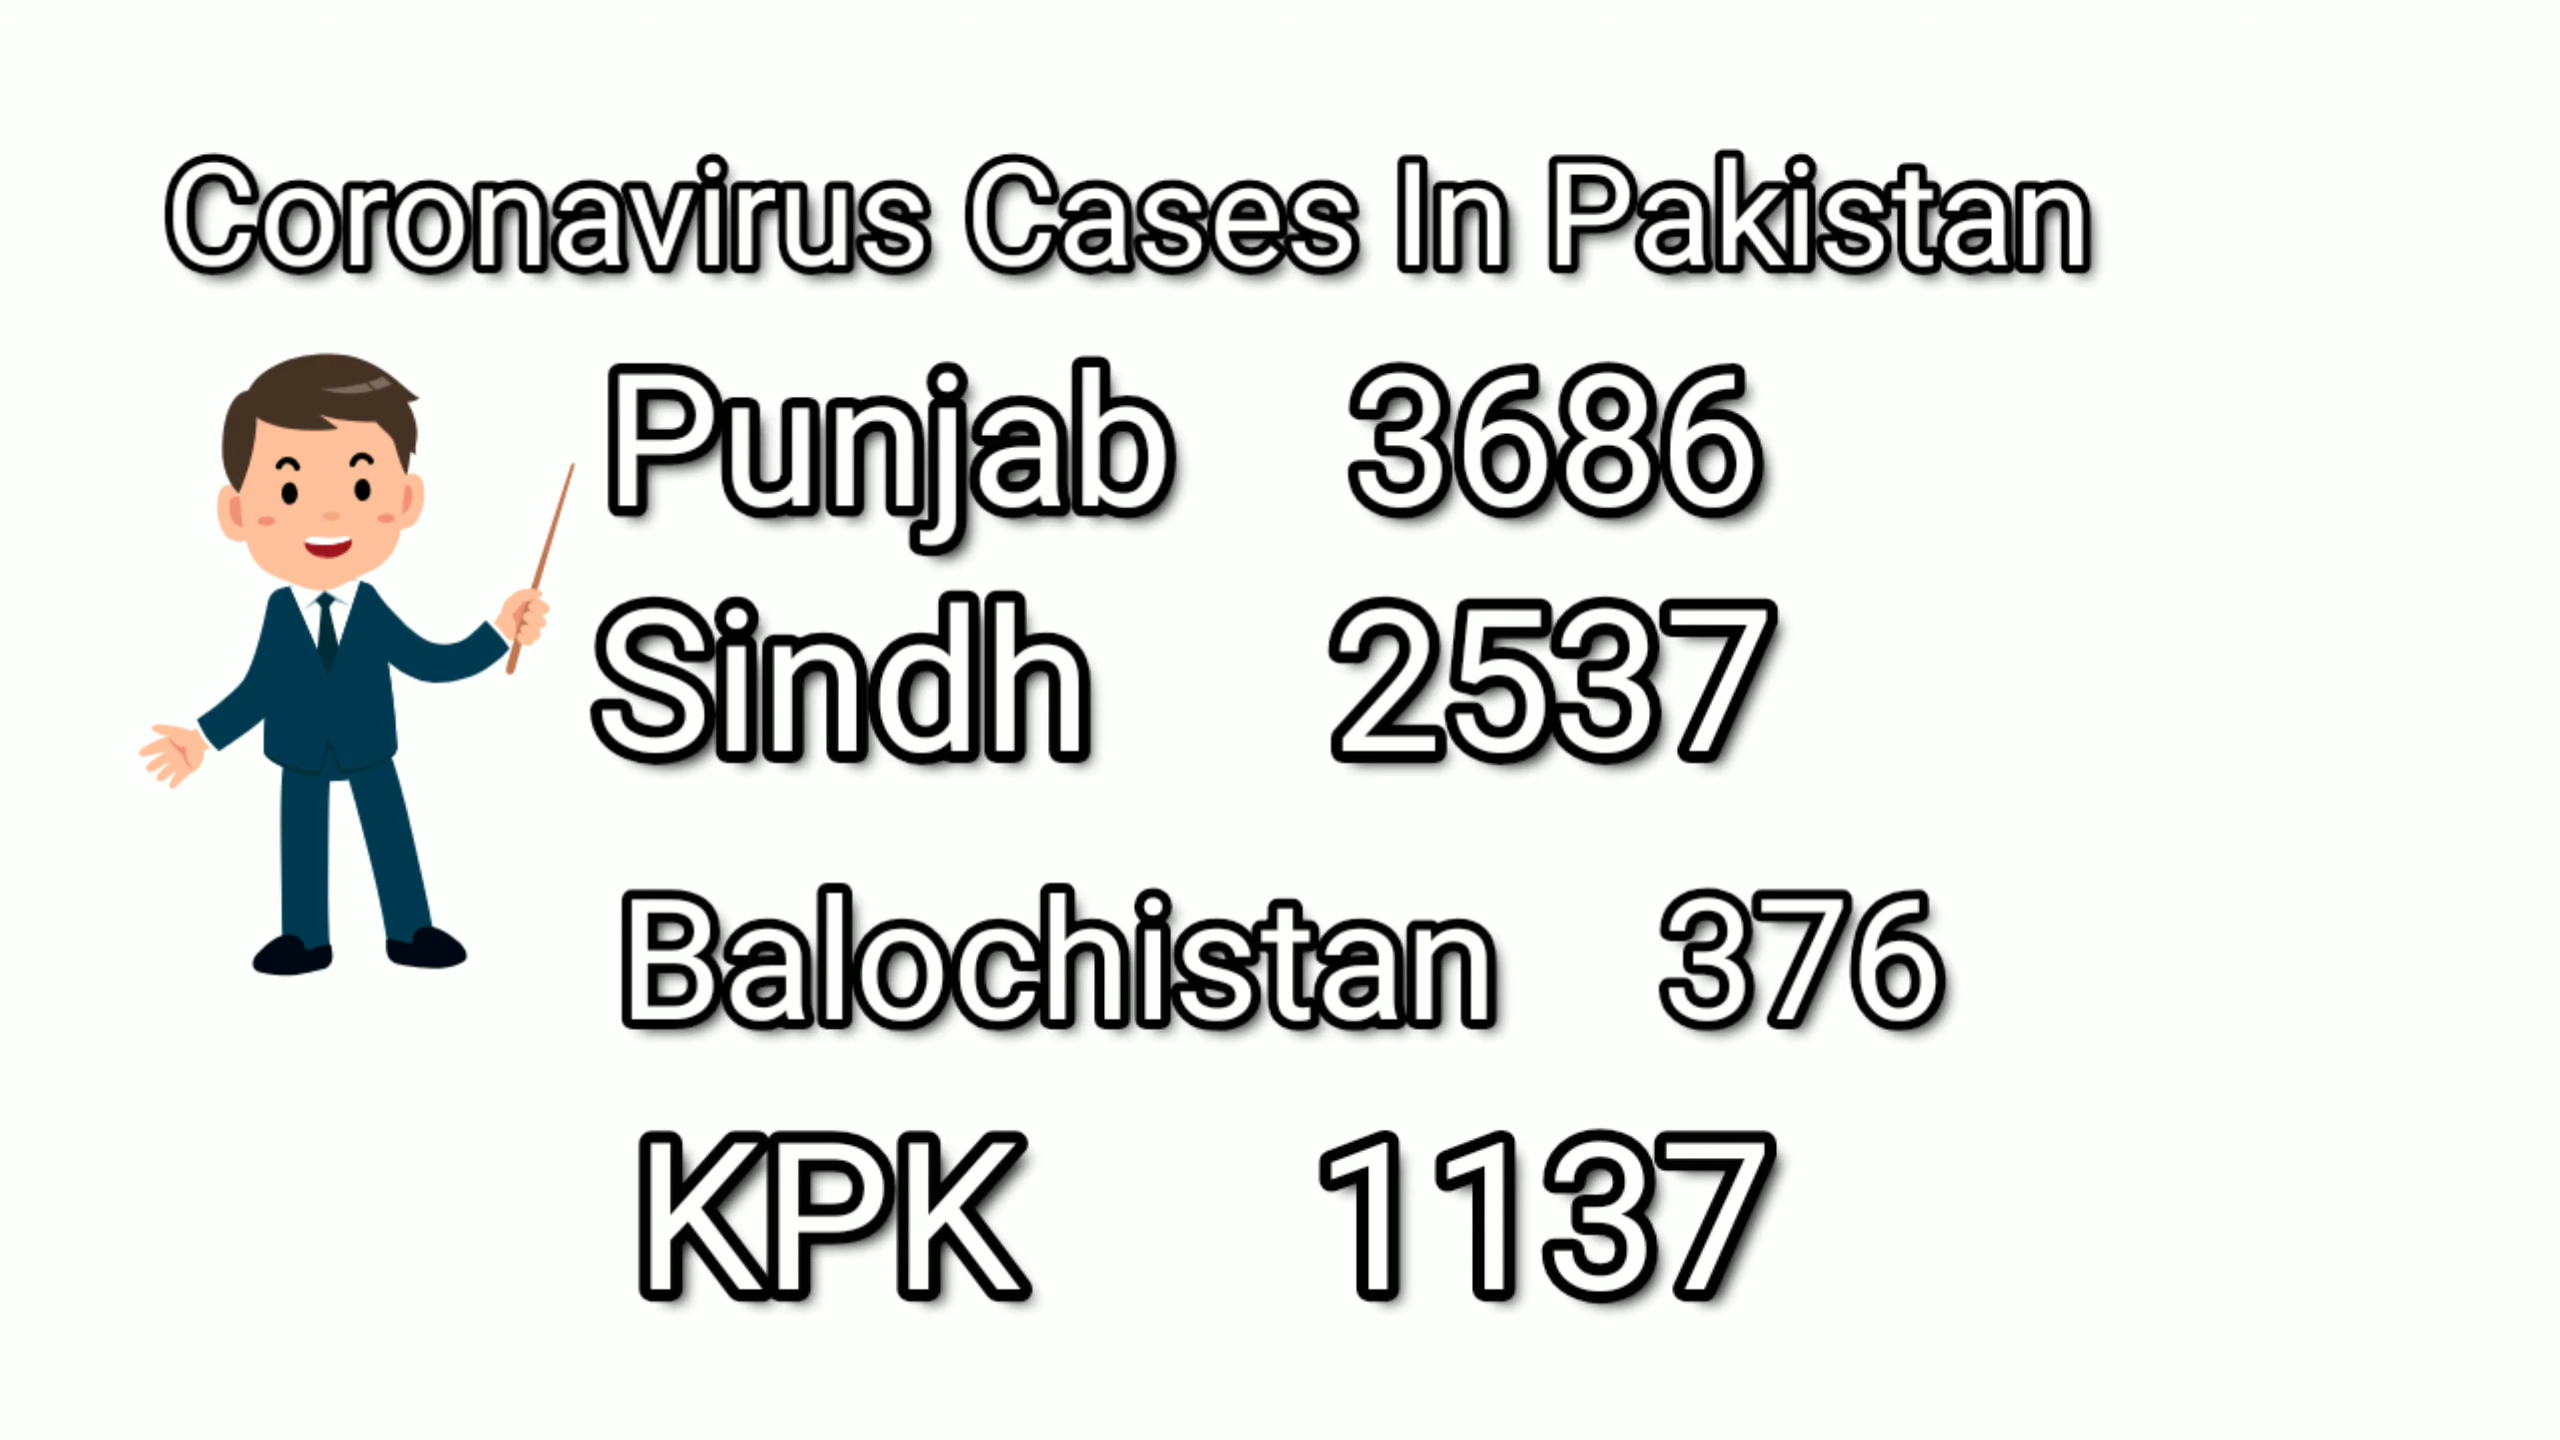 Coronavirus Cases In Pakistan
Punjab 3686
Sindh 2537
Balochistan 376
KPK 1137